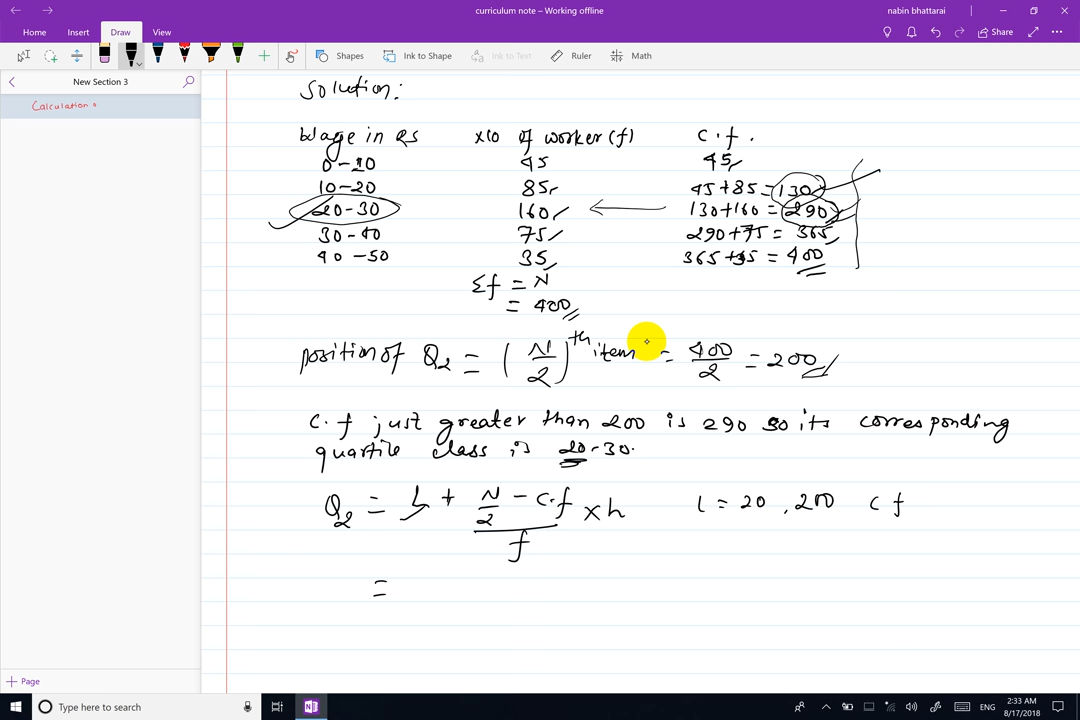 curriculum note – Working offline
nabin bhattarai
Home Insert Draw View
Share
Shapes Ink to Shape Ink to Text Ruler Math
New Section 3
Calculation
Solution:
Wage in RS No of worker (f) C.f.
0-10 45 45
10-20 85 45+85 = 130
20-30 160 130+160 = 290
30-40 75 290+75 = 365
40-50 35 365+35 = 400
Σf = N
= 400
position of Q2 = (N/2)th item = 400/2 = 200
C.f just greater than 200 is 290 so its corresponding
quartile class is 20-30.
Q2 = L + N/2 - C.f / f × h L = 20, 200 C f
=
+ Page
Type here to search
ENG
2:33 AM
8/17/2018